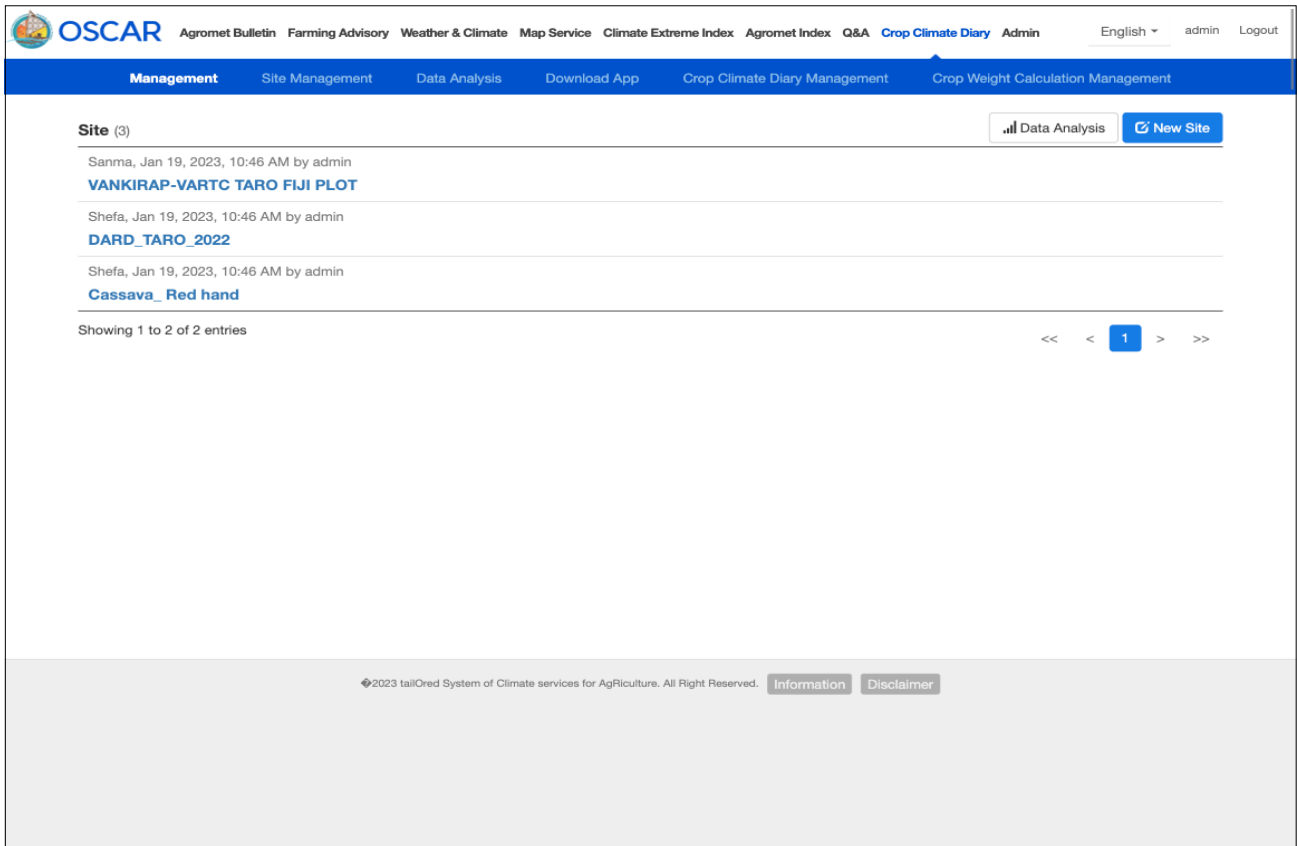 OSCAR Agromet Bulletin Farming Advisory Weather & Climate Map Service Climate Extreme Index Agromet Index Q&A Crop Climate Diary Admin English admin Logout
Management Site Management Data Analysis Download App Crop Climate Diary Management Crop Weight Calculation Management
Site (3) Data Analysis New Site
Sanma, Jan 19, 2023, 10:46 AM by admin
VANKIRAP-VARTC TARO FIJI PLOT
Shefa, Jan 19, 2023, 10:46 AM by admin
DARD_TARO_2022
Shefa, Jan 19, 2023, 10:46 AM by admin
Cassava_ Red hand
Showing 1 to 2 of 2 entries
<< < 1 > >>
�2023 tailOred System of Climate services for AgRiculture. All Right Reserved. Information Disclaimer